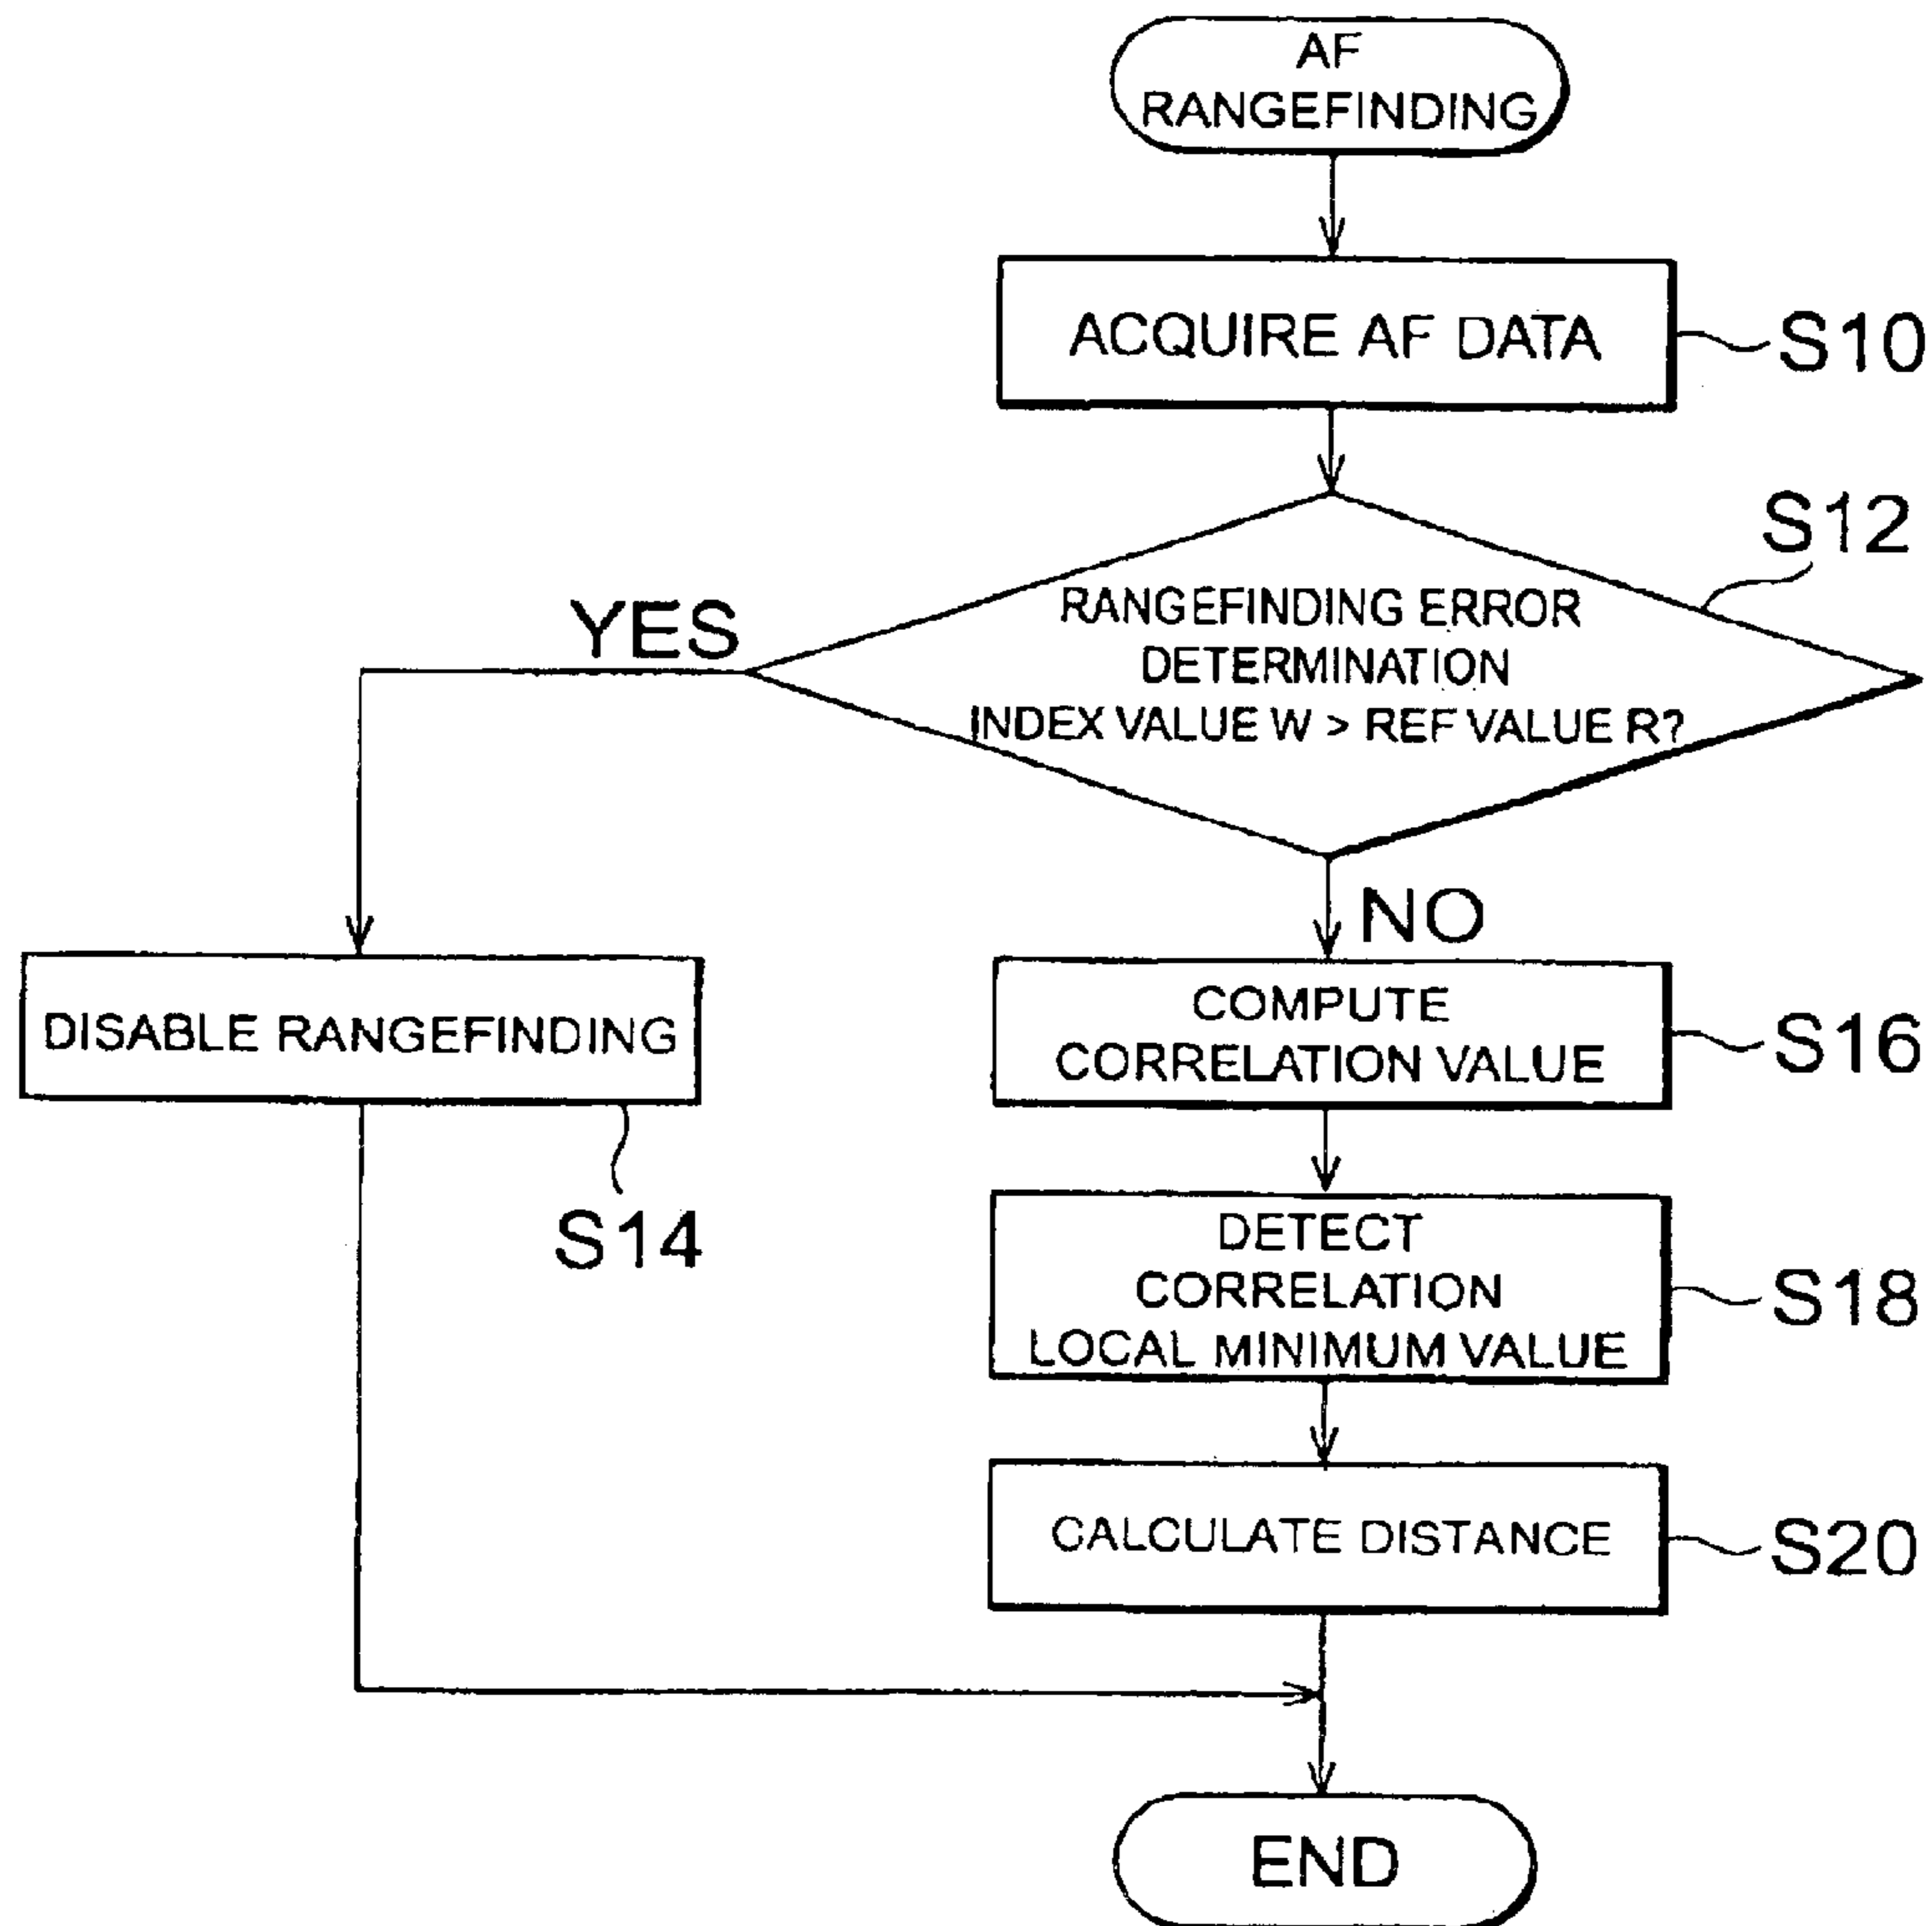 AF
RANGEFINDING
ACQUIRE AF DATA
S10
S12
RANGEFINDING ERROR
DETERMINATION
INDEX VALUE W > REF VALUE R?
YES
NO
DISABLE RANGEFINDING
S14
COMPUTE
CORRELATION VALUE
S16
DETECT
CORRELATION
LOCAL MINIMUM VALUE
S18
CALCULATE DISTANCE
S20
END